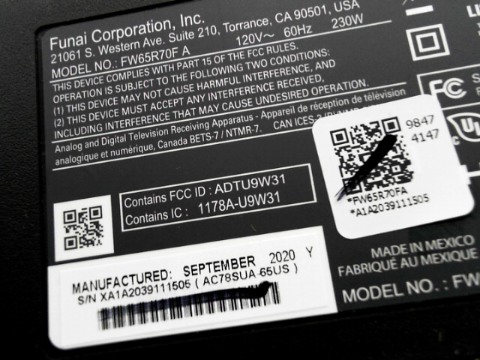 Funai Corporation, Inc.
21061 S. Western Ave. Suite 210, Torrance, CA 90501, USA
MODEL NO.: FW65R70F A 120V~ 60Hz 230W
THIS DEVICE COMPLIES WITH PART 15 OF THE FCC RULES.
OPERATION IS SUBJECT TO THE FOLLOWING TWO CONDITIONS:
(1) THIS DEVICE MAY NOT CAUSE HARMFUL INTERFERENCE, AND
(2) THIS DEVICE MUST ACCEPT ANY INTERFERENCE RECEIVED,
INCLUDING INTERFERENCE THAT MAY CAUSE UNDESIRED OPERATION.
Analog and Digital Television Receiving Apparatus - Appareil de réception de télévision
analogique et numérique, Canada BETS-7 / NTMR-7. CAN ICES-2
FC
UL
9847
4147
*FW65R70FA
*A1A2039111505
Contains FCC ID : ADTU9W31
Contains IC : 1178A-U9W31
MADE IN MEXICO
FABRIQUÉ AU MEXIQUE
MODEL NO. : FW
MANUFACTURED: SEPTEMBER 2020 Y
S/N XA1A2039111505 ( AC78SUA-65US )